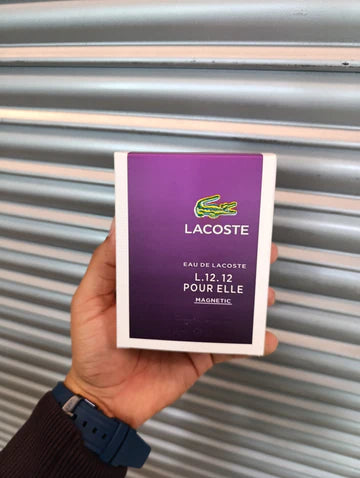 LACOSTE
EAU DE LACOSTE
L.12.12
POUR ELLE
MAGNETIC